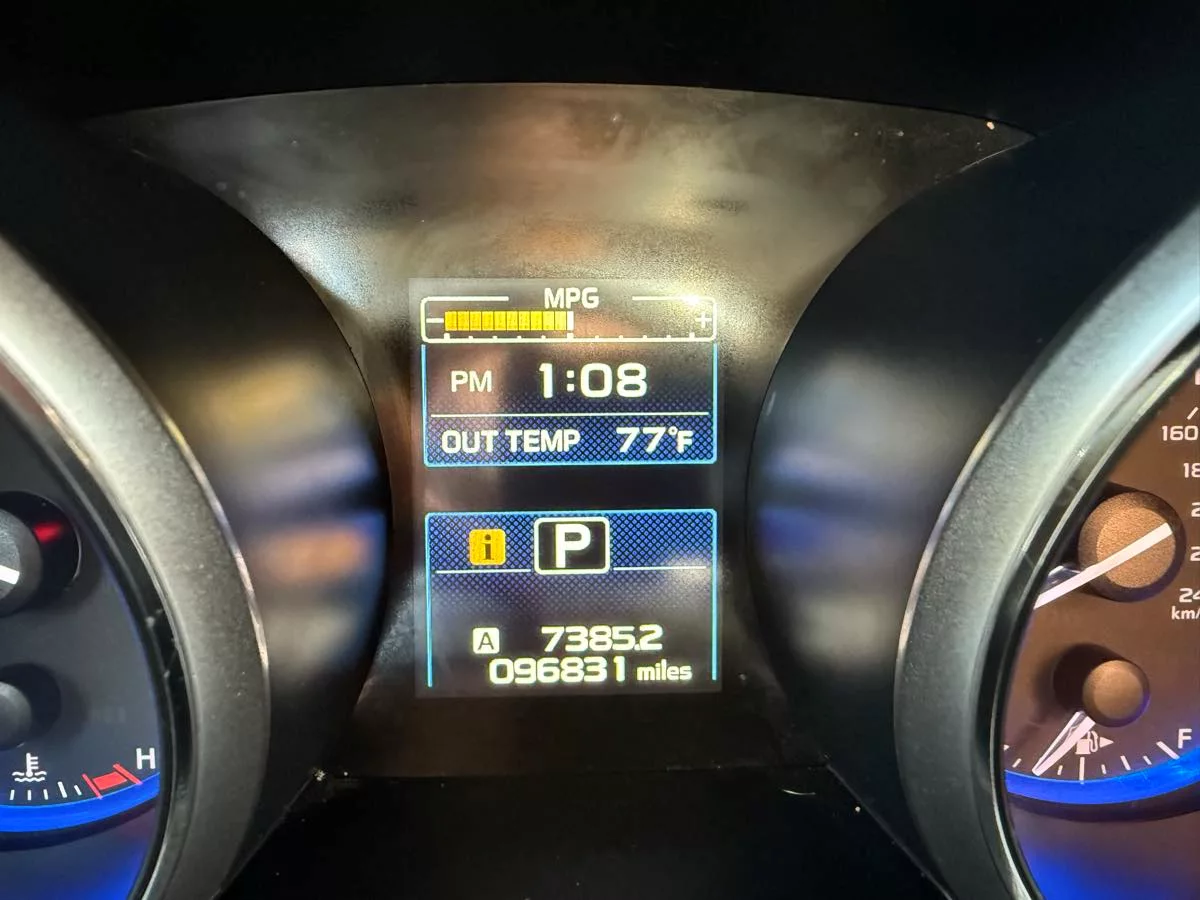 MPG
− +
PM 1:08
OUT TEMP 77°F
i P
A 7385.2
096831 miles
H
160
F